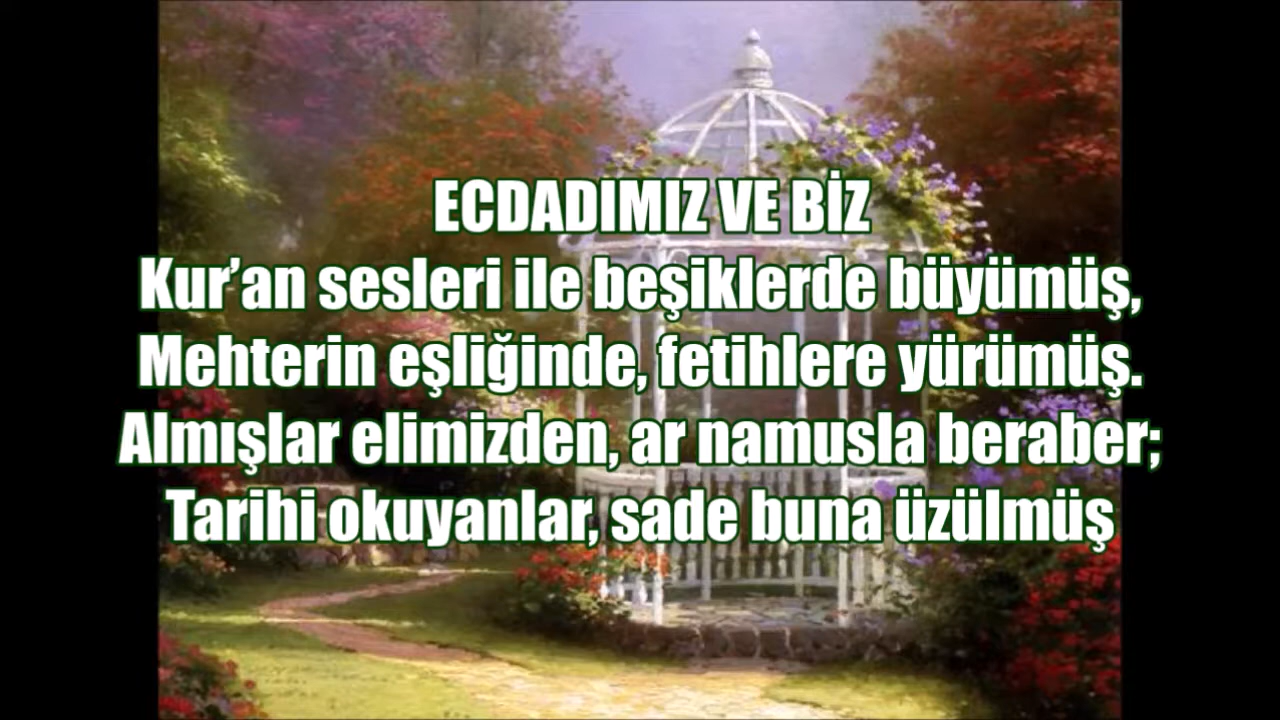 ECDADIMIZ VE BİZ
Kur’an sesleri ile beşiklerde büyümüş,
Mehterin eşliğinde, fetihlere yürümüş.
Almışlar elimizden, ar namusla beraber;
Tarihi okuyanlar, sade buna üzülmüş